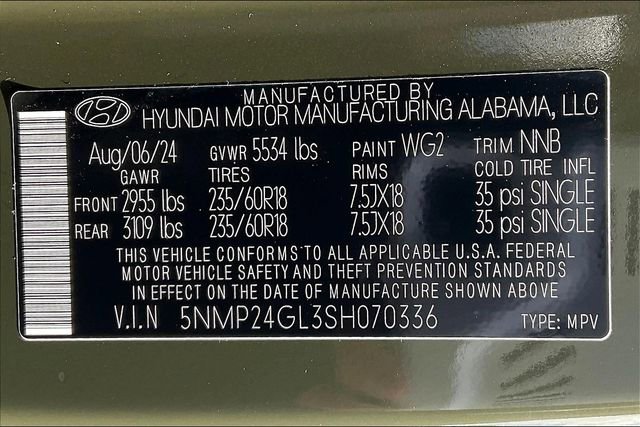 MANUFACTURED BY
HYUNDAI MOTOR MANUFACTURING ALABAMA, LLC
Aug/06/24 GVWR 5534 lbs PAINT WG2 TRIM NNB
GAWR TIRES RIMS COLD TIRE INFL
FRONT 2955 lbs 235/60R18 7.5JX18 35 psi SINGLE
REAR 3109 lbs 235/60R18 7.5JX18 35 psi SINGLE
THIS VEHICLE CONFORMS TO ALL APPLICABLE U.S.A. FEDERAL
MOTOR VEHICLE SAFETY AND THEFT PREVENTION STANDARDS
IN EFFECT ON THE DATE OF MANUFACTURE SHOWN ABOVE
V.I.N 5NMP24GL3SH070336 TYPE: MPV